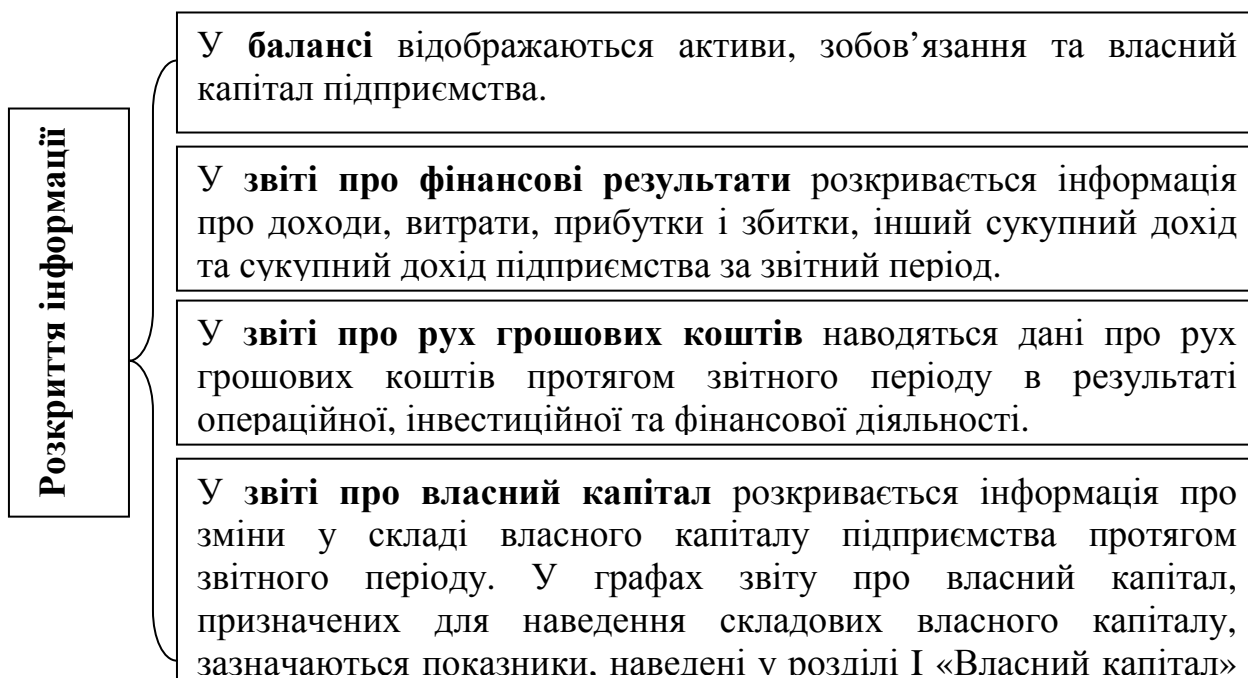 Розкриття інформації
У балансі відображаються активи, зобов’язання та власний
капітал підприємства.
У звіті про фінансові результати розкривається інформація
про доходи, витрати, прибутки і збитки, інший сукупний дохід
та сукупний дохід підприємства за звітний період.
У звіті про рух грошових коштів наводяться дані про рух
грошових коштів протягом звітного періоду в результаті
операційної, інвестиційної та фінансової діяльності.
У звіті про власний капітал розкривається інформація про
зміни у складі власного капіталу підприємства протягом
звітного періоду. У графах звіту про власний капітал,
призначених для наведення складових власного капіталу,
зазначаються показники, наведені у розділі І «Власний капітал»